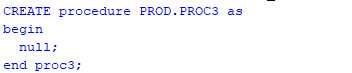 CREATE procedure PROD.PROC3 as
begin
  null;
end proc3;